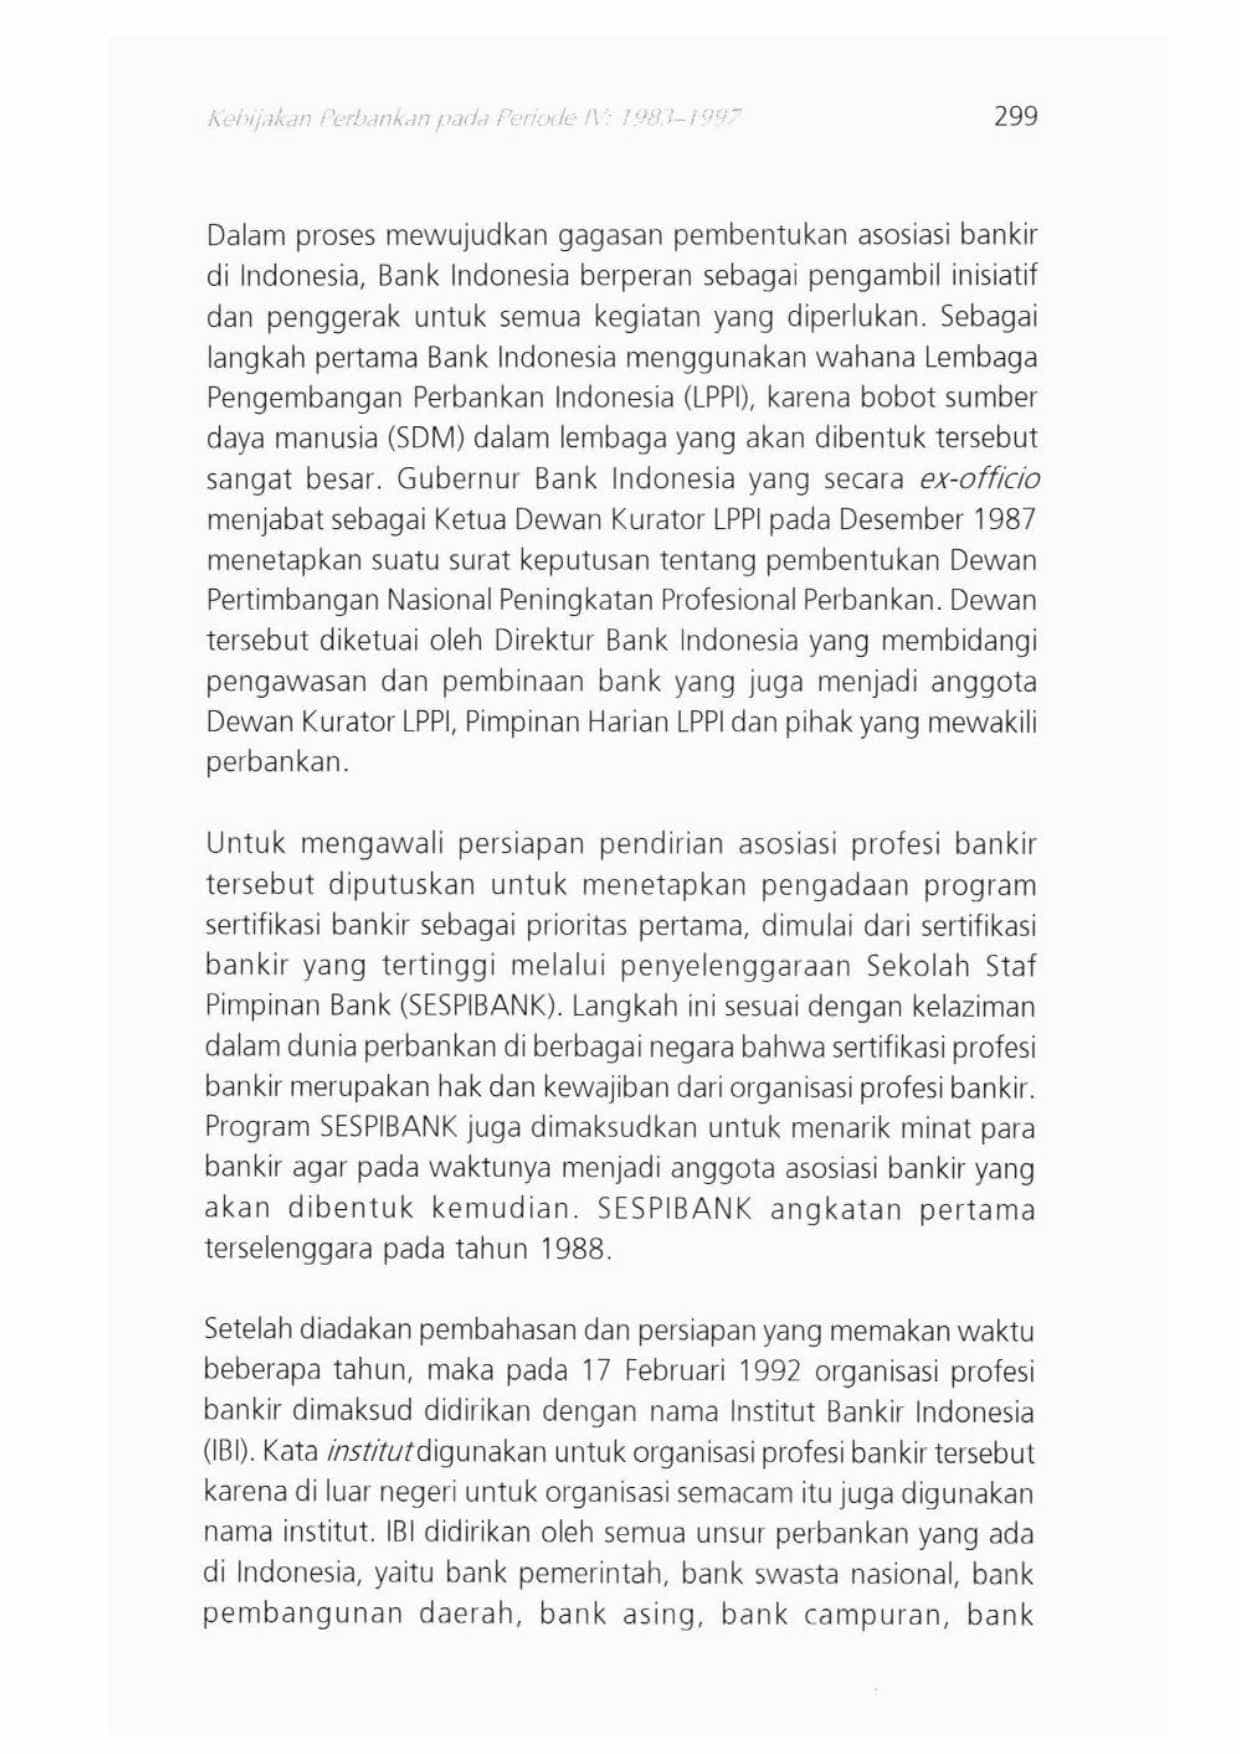 Kebijakan Perbankan pada Periode IV: 1983–1997 299
Dalam proses mewujudkan gagasan pembentukan asosiasi bankir
di Indonesia, Bank Indonesia berperan sebagai pengambil inisiatif
dan penggerak untuk semua kegiatan yang diperlukan. Sebagai
langkah pertama Bank Indonesia menggunakan wahana Lembaga
Pengembangan Perbankan Indonesia (LPPI), karena bobot sumber
daya manusia (SDM) dalam lembaga yang akan dibentuk tersebut
sangat besar. Gubernur Bank Indonesia yang secara ex-officio
menjabat sebagai Ketua Dewan Kurator LPPI pada Desember 1987
menetapkan suatu surat keputusan tentang pembentukan Dewan
Pertimbangan Nasional Peningkatan Profesional Perbankan. Dewan
tersebut diketuai oleh Direktur Bank Indonesia yang membidangi
pengawasan dan pembinaan bank yang juga menjadi anggota
Dewan Kurator LPPI, Pimpinan Harian LPPI dan pihak yang mewakili
perbankan.
Untuk mengawali persiapan pendirian asosiasi profesi bankir
tersebut diputuskan untuk menetapkan pengadaan program
sertifikasi bankir sebagai prioritas pertama, dimulai dari sertifikasi
bankir yang tertinggi melalui penyelenggaraan Sekolah Staf
Pimpinan Bank (SESPIBANK). Langkah ini sesuai dengan kelaziman
dalam dunia perbankan di berbagai negara bahwa sertifikasi profesi
bankir merupakan hak dan kewajiban dari organisasi profesi bankir.
Program SESPIBANK juga dimaksudkan untuk menarik minat para
bankir agar pada waktunya menjadi anggota asosiasi bankir yang
akan dibentuk kemudian. SESPIBANK angkatan pertama
terselenggara pada tahun 1988.
Setelah diadakan pembahasan dan persiapan yang memakan waktu
beberapa tahun, maka pada 17 Februari 1992 organisasi profesi
bankir dimaksud didirikan dengan nama Institut Bankir Indonesia
(IBI). Kata institut digunakan untuk organisasi profesi bankir tersebut
karena di luar negeri untuk organisasi semacam itu juga digunakan
nama institut. IBI didirikan oleh semua unsur perbankan yang ada
di Indonesia, yaitu bank pemerintah, bank swasta nasional, bank
pembangunan daerah, bank asing, bank campuran, bank